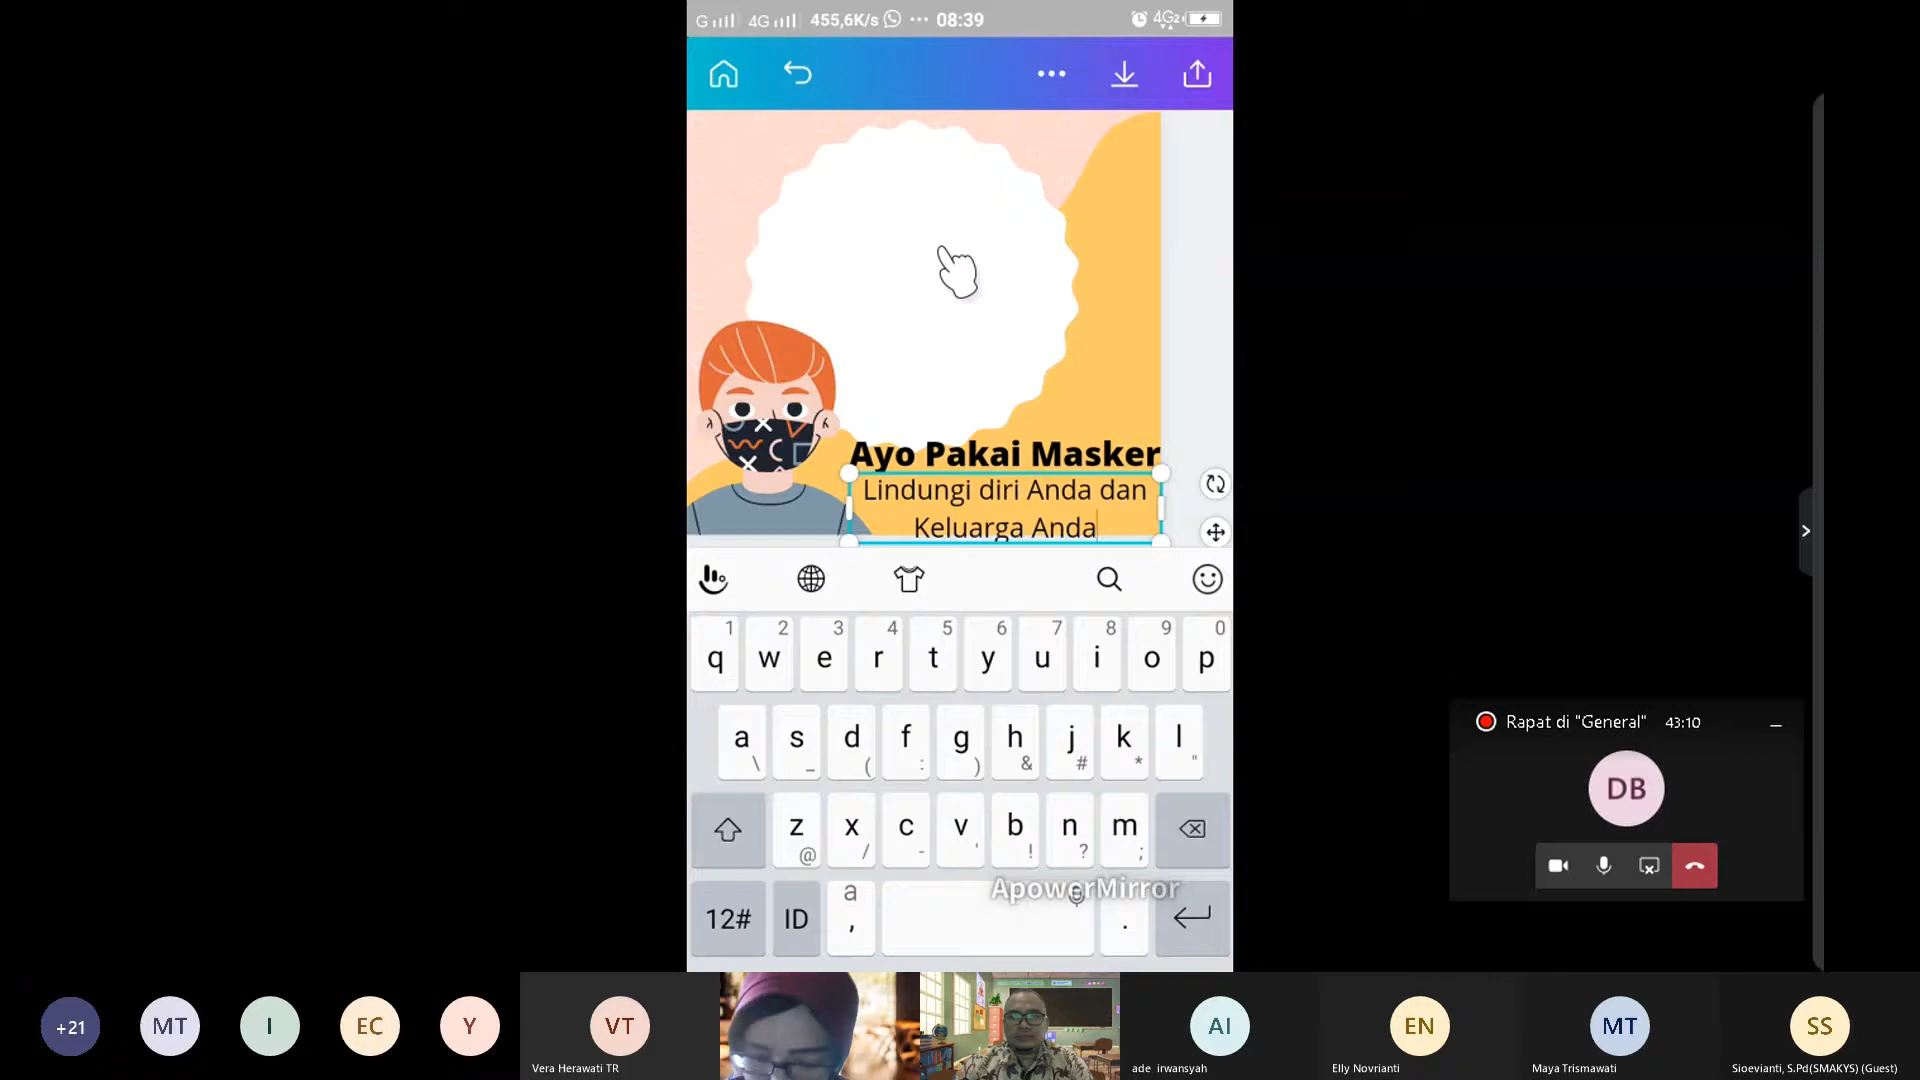 G 4G 455,6K/s ... 08:39 4G2
Ayo Pakai Masker
Lindungi diri Anda dan
Keluarga Anda
1 2 3 4 5 6 7 8 9 0
q w e r t y u i o p
a s d f g h j k l
\ _ ( : ) & # * "
z x c v b n m
@ / - ' ! ? ;
ApowerMirror
a
12# ID , .
Rapat di "General" 43:10
DB
+21 MT I EC Y VT AI EN MT SS
Vera Herawati TR ade irwansyah Elly Novrianti Maya Trismawati Sioevianti, S.Pd(SMAKYS) (Guest)